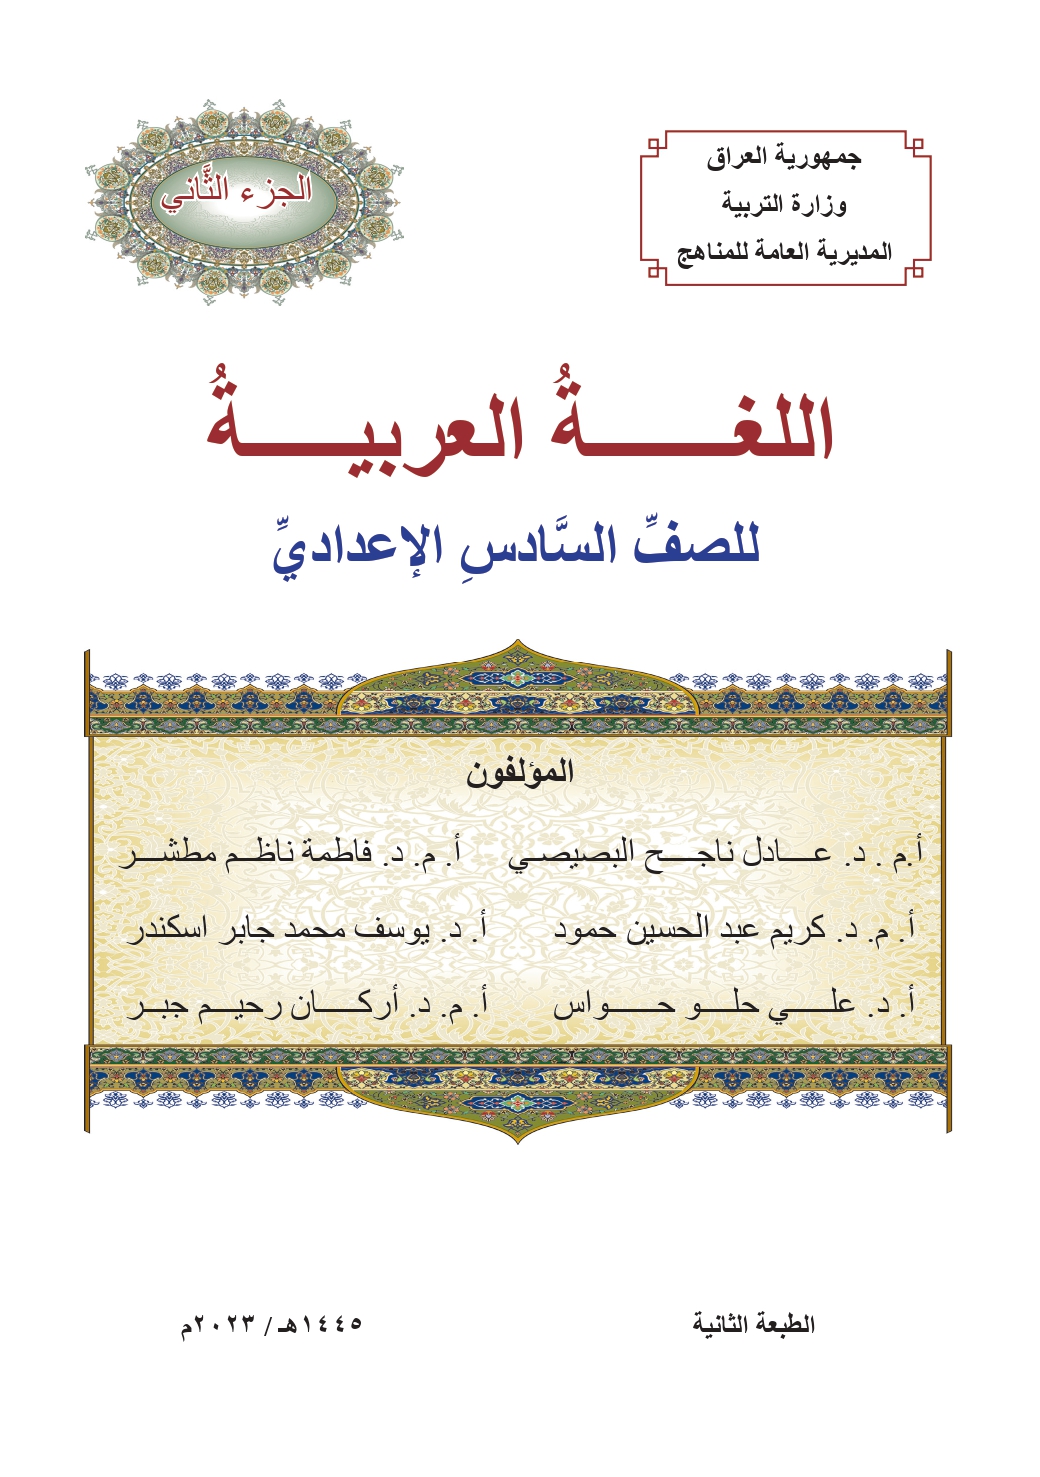 جمهورية العراق
وزارة التربية
المديرية العامة للمناهج
الجزء الثَّاني
اللغةُ العربيةُ
للصفِّ السَّادسِ الإعداديِّ
المؤلفون
أ.م . د. عادل ناجح البصيصي أ. م. د. فاطمة ناظم مطشر
أ. م. د. كريم عبد الحسين حمود أ. د. يوسف محمد جابر اسكندر
أ. د. علي حلو حواس أ. م. د. أركان رحيم جبر
الطبعة الثانية ١٤٤٥هـ / ٢٠٢٣م